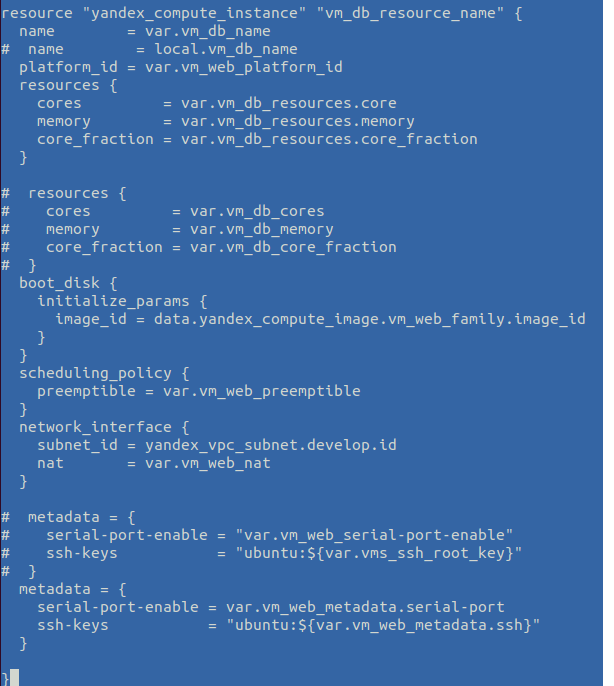 resource "yandex_compute_instance" "vm_db_resource_name" {
  name        = var.vm_db_name
#  name        = local.vm_db_name
  platform_id = var.vm_web_platform_id
  resources {
    cores         = var.vm_db_resources.core
    memory        = var.vm_db_resources.memory
    core_fraction = var.vm_db_resources.core_fraction
  }

#  resources {
#    cores         = var.vm_db_cores
#    memory        = var.vm_db_memory
#    core_fraction = var.vm_db_core_fraction
#  }
  boot_disk {
    initialize_params {
      image_id = data.yandex_compute_image.vm_web_family.image_id
    }
  }
  scheduling_policy {
    preemptible = var.vm_web_preemptible
  }
  network_interface {
    subnet_id = yandex_vpc_subnet.develop.id
    nat       = var.vm_web_nat
  }

#  metadata = {
#    serial-port-enable = "var.vm_web_serial-port-enable"
#    ssh-keys           = "ubuntu:${var.vms_ssh_root_key}"
#  }
  metadata = {
    serial-port-enable = var.vm_web_metadata.serial-port
    ssh-keys           = "ubuntu:${var.vm_web_metadata.ssh}"
  }

}